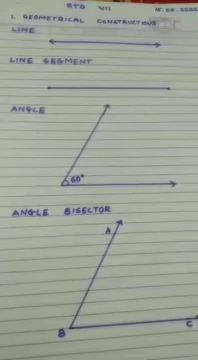 STD VII
1. GEOMETRICAL CONSTRUCTIONS
LINE
LINE SEGMENT
ANGLE
60°
ANGLE BISECTOR
A
B
C